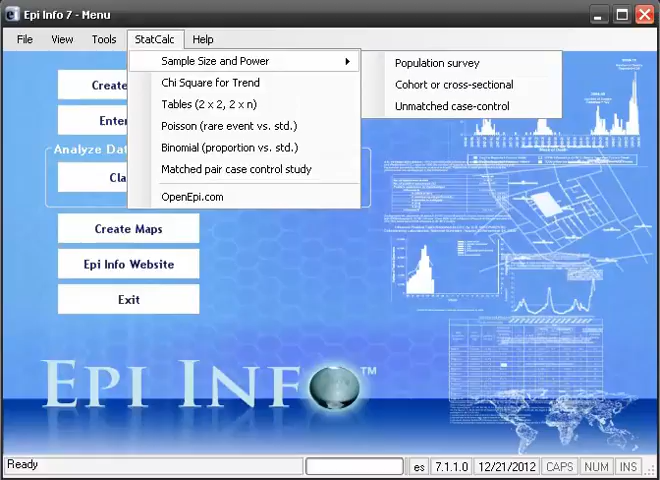 Epi Info 7 - Menu
File View Tools StatCalc Help
Sample Size and Power
Chi Square for Trend
Tables (2 x 2, 2 x n)
Poisson (rare event vs. std.)
Binomial (proportion vs. std.)
Matched pair case control study
OpenEpi.com
Population survey
Cohort or cross-sectional
Unmatched case-control
Create
Enter
Analyze Dat
Cla
Create Maps
Epi Info Website
Exit
EPI INFO™
Ready
es 7.1.1.0 12/21/2012 CAPS NUM INS